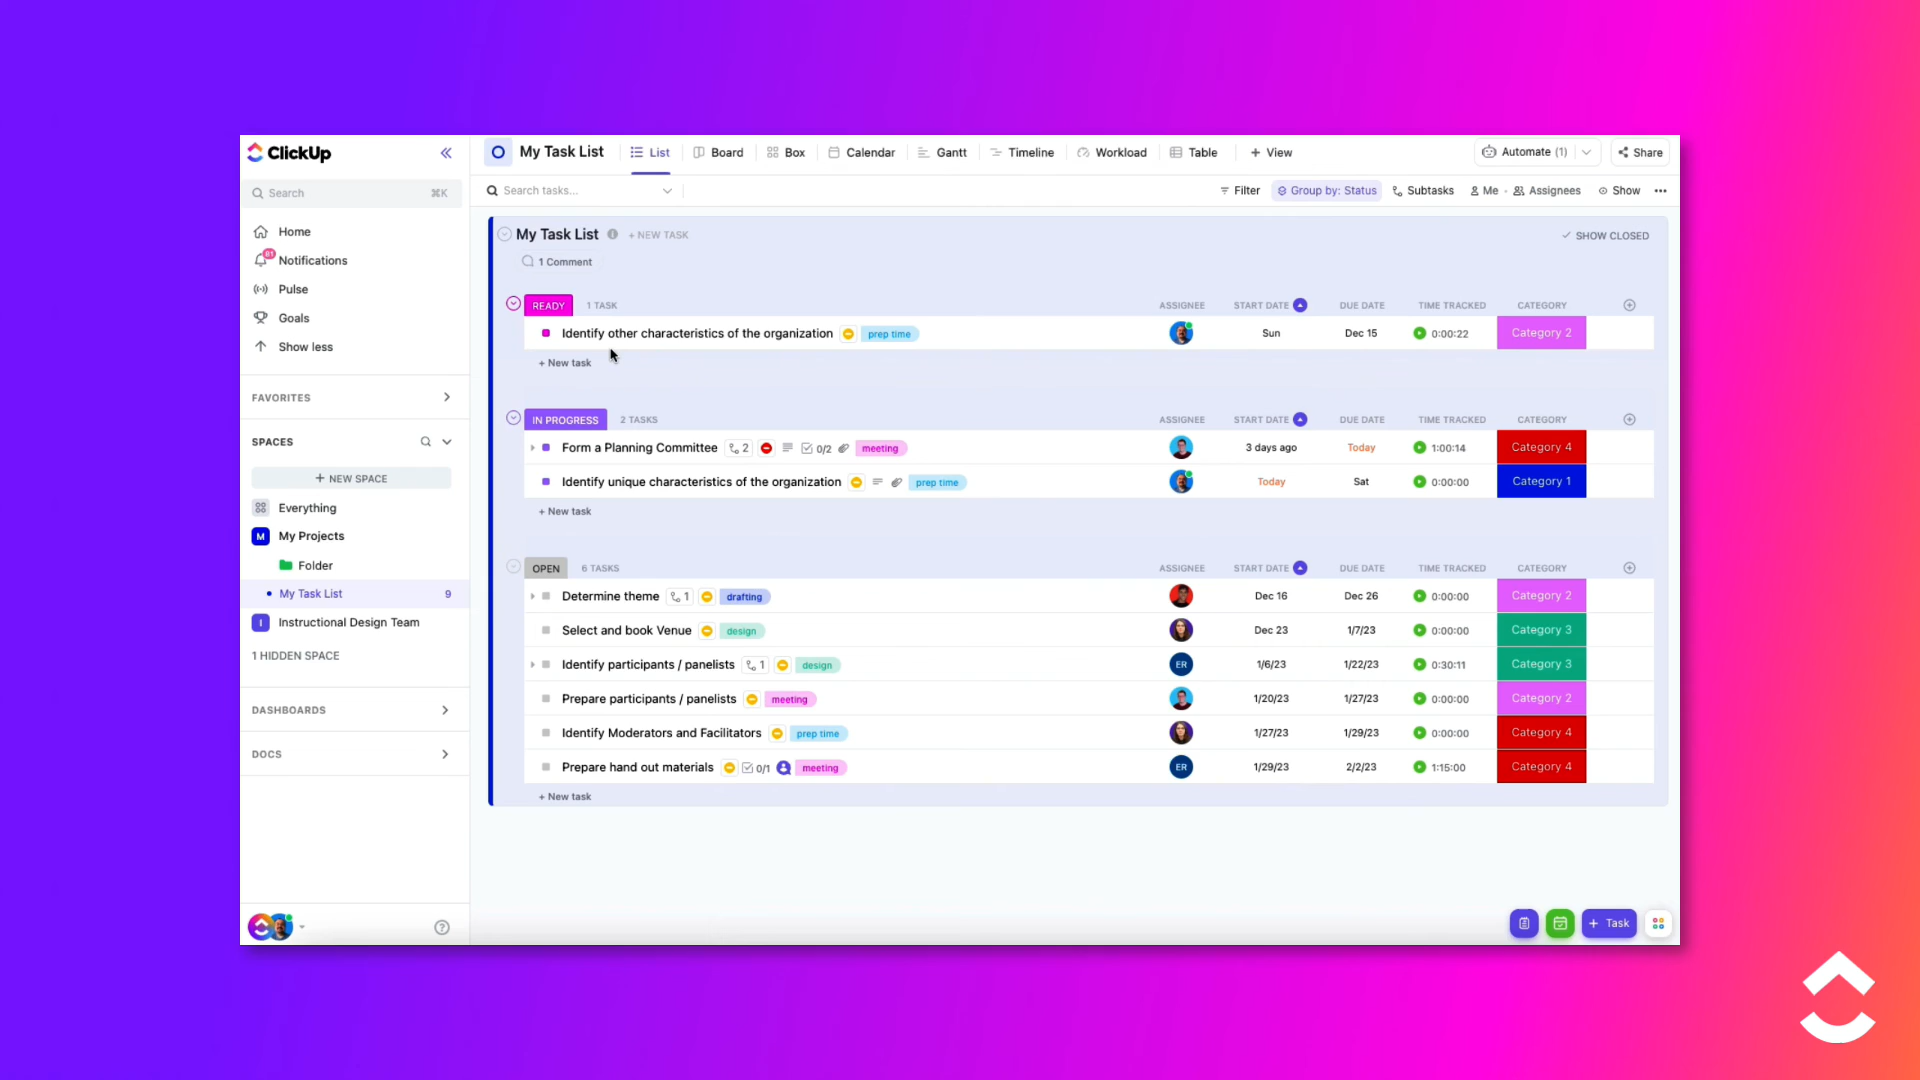 ClickUp
Search ⌘K
Home
81
Notifications
Pulse
Goals
Show less
FAVORITES
SPACES
+ NEW SPACE
Everything
M My Projects
Folder
My Task List 9
I Instructional Design Team
1 HIDDEN SPACE
DASHBOARDS
DOCS
My Task List List Board Box Calendar Gantt Timeline Workload Table + View Automate (1) Share
Search tasks... Filter Group by: Status Subtasks Me Assignees Show
My Task List + NEW TASK SHOW CLOSED
1 Comment
READY 1 TASK ASSIGNEE START DATE DUE DATE TIME TRACKED CATEGORY
Identify other characteristics of the organization prep time Sun Dec 15 0:00:22 Category 2
+ New task
IN PROGRESS 2 TASKS ASSIGNEE START DATE DUE DATE TIME TRACKED CATEGORY
Form a Planning Committee 2 0/2 meeting 3 days ago Today 1:00:14 Category 4
Identify unique characteristics of the organization prep time Today Sat 0:00:00 Category 1
+ New task
OPEN 6 TASKS ASSIGNEE START DATE DUE DATE TIME TRACKED CATEGORY
Determine theme 1 drafting Dec 16 Dec 26 0:00:00 Category 2
Select and book Venue design Dec 23 1/7/23 0:00:00 Category 3
Identify participants / panelists 1 design ER 1/6/23 1/22/23 0:30:11 Category 3
Prepare participants / panelists meeting 1/20/23 1/27/23 0:00:00 Category 2
Identify Moderators and Facilitators prep time 1/27/23 1/29/23 0:00:00 Category 4
Prepare hand out materials 0/1 meeting ER 1/29/23 2/2/23 1:15:00 Category 4
+ New task
+ Task